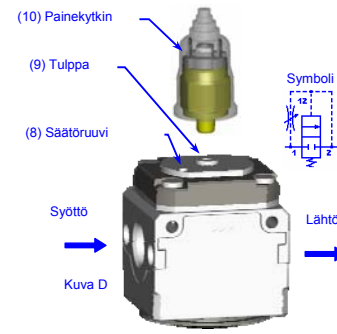 (10) Painekytkin
(9) Tulppa
Symboli
(8) Säätöruuvi
12
1
2
Syöttö
Lähtö
Kuva D